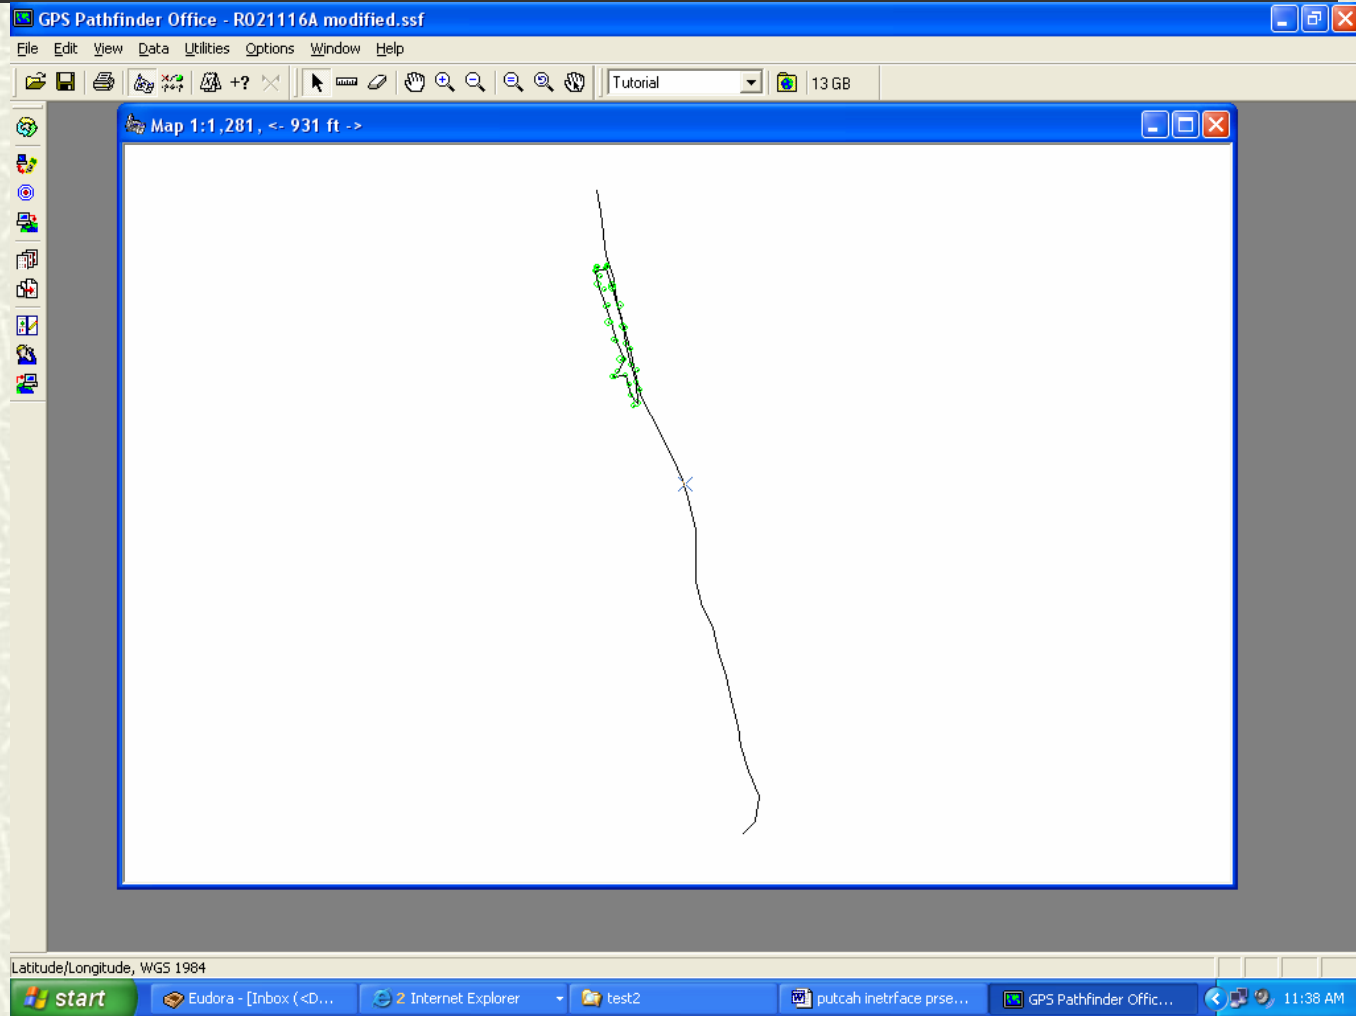 GPS Pathfinder Office - R021116A modified.ssf
File Edit View Data Utilities Options Window Help
+? Tutorial 13 GB
Map 1:1,281, <- 931 ft ->
Latitude/Longitude, WGS 1984
start Eudora - [Inbox (<D... 2 Internet Explorer test2 putcah inetrface prse... GPS Pathfinder Offic... 11:38 AM